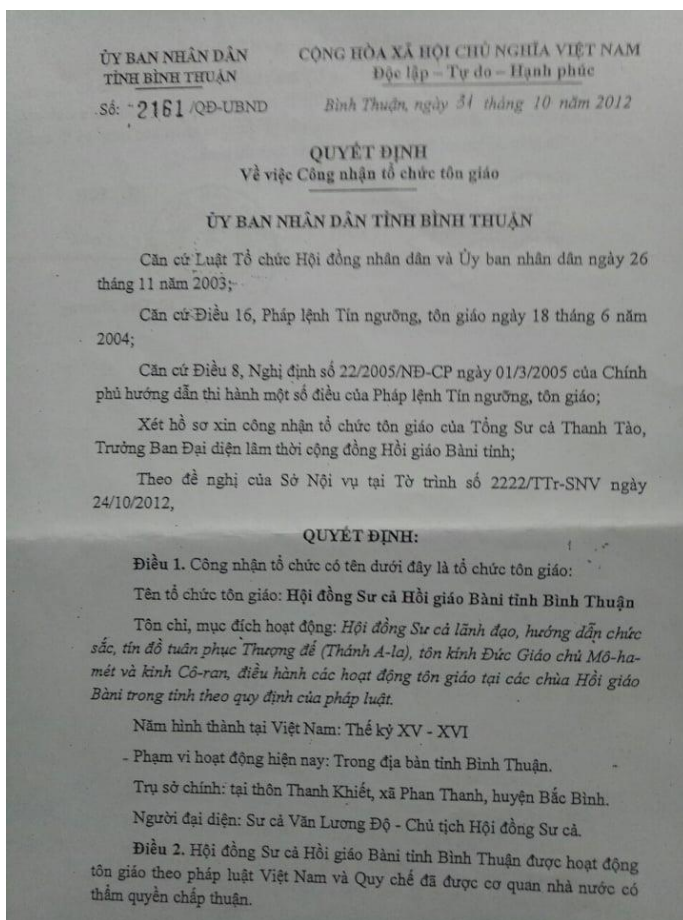 ỦY BAN NHÂN DÂN
TỈNH BÌNH THUẬN
CỘNG HÒA XÃ HỘI CHỦ NGHĨA VIỆT NAM
Độc lập – Tự do – Hạnh phúc
Số: 2161/QĐ-UBND
Bình Thuận, ngày 31 tháng 10 năm 2012
QUYẾT ĐỊNH
Về việc Công nhận tổ chức tôn giáo
ỦY BAN NHÂN DÂN TỈNH BÌNH THUẬN
Căn cứ Luật Tổ chức Hội đồng nhân dân và Ủy ban nhân dân ngày 26
tháng 11 năm 2003;
Căn cứ Điều 16, Pháp lệnh Tín ngưỡng, tôn giáo ngày 18 tháng 6 năm
2004;
Căn cứ Điều 8, Nghị định số 22/2005/NĐ-CP ngày 01/3/2005 của Chính
phủ hướng dẫn thi hành một số điều của Pháp lệnh Tín ngưỡng, tôn giáo;
Xét hồ sơ xin công nhận tổ chức tôn giáo của Tổng Sư cả Thanh Tào,
Trưởng Ban Đại diện lâm thời cộng đồng Hồi giáo Bàni tỉnh;
Theo đề nghị của Sở Nội vụ tại Tờ trình số 2222/TTr-SNV ngày
24/10/2012,
QUYẾT ĐỊNH:
Điều 1. Công nhận tổ chức có tên dưới đây là tổ chức tôn giáo:
Tên tổ chức tôn giáo: Hội đồng Sư cả Hồi giáo Bàni tỉnh Bình Thuận
Tôn chỉ, mục đích hoạt động: Hội đồng Sư cả lãnh đạo, hướng dẫn chức
sắc, tín đồ tuân phục Thượng đế (Thánh A-la), tôn kính Đức Giáo chủ Mô-ha-
mét và kinh Cô-ran, điều hành các hoạt động tôn giáo tại các chùa Hồi giáo
Bàni trong tỉnh theo quy định của pháp luật.
Năm hình thành tại Việt Nam: Thế kỷ XV - XVI
Phạm vi hoạt động hiện nay: Trong địa bàn tỉnh Bình Thuận.
Trụ sở chính: tại thôn Thanh Khiết, xã Phan Thanh, huyện Bắc Bình.
Người đại diện: Sư cả Văn Lương Độ - Chủ tịch Hội đồng Sư cả.
Điều 2. Hội đồng Sư cả Hồi giáo Bàni tỉnh Bình Thuận được hoạt động
tôn giáo theo pháp luật Việt Nam và Quy chế đã được cơ quan nhà nước có
thẩm quyền chấp thuận.